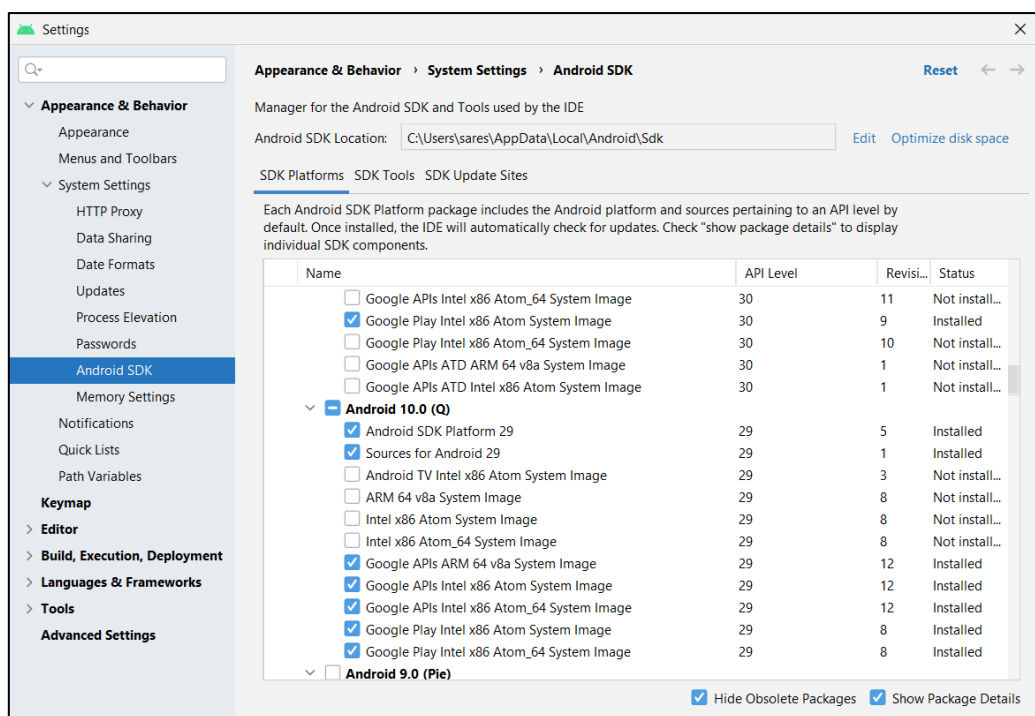 Settings
Appearance & Behavior › System Settings › Android SDK
Reset
Appearance & Behavior
Appearance
Menus and Toolbars
System Settings
HTTP Proxy
Data Sharing
Date Formats
Updates
Process Elevation
Passwords
Android SDK
Memory Settings
Notifications
Quick Lists
Path Variables
Keymap
Editor
Build, Execution, Deployment
Languages & Frameworks
Tools
Advanced Settings
Manager for the Android SDK and Tools used by the IDE
Android SDK Location: C:\Users\sares\AppData\Local\Android\Sdk Edit Optimize disk space
SDK Platforms SDK Tools SDK Update Sites
Each Android SDK Platform package includes the Android platform and sources pertaining to an API level by
default. Once installed, the IDE will automatically check for updates. Check "show package details" to display
individual SDK components.
Name API Level Revisi... Status
Google APIs Intel x86 Atom_64 System Image 30 11 Not install...
Google Play Intel x86 Atom System Image 30 9 Installed
Google Play Intel x86 Atom_64 System Image 30 10 Not install...
Google APIs ATD ARM 64 v8a System Image 30 1 Not install...
Google APIs ATD Intel x86 Atom System Image 30 1 Not install...
Android 10.0 (Q)
Android SDK Platform 29 29 5 Installed
Sources for Android 29 29 1 Installed
Android TV Intel x86 Atom System Image 29 3 Not install...
ARM 64 v8a System Image 29 8 Not install...
Intel x86 Atom System Image 29 8 Not install...
Intel x86 Atom_64 System Image 29 8 Not install...
Google APIs ARM 64 v8a System Image 29 12 Installed
Google APIs Intel x86 Atom System Image 29 12 Installed
Google APIs Intel x86 Atom_64 System Image 29 12 Installed
Google Play Intel x86 Atom System Image 29 8 Installed
Google Play Intel x86 Atom_64 System Image 29 8 Installed
Android 9.0 (Pie)
Hide Obsolete Packages Show Package Details